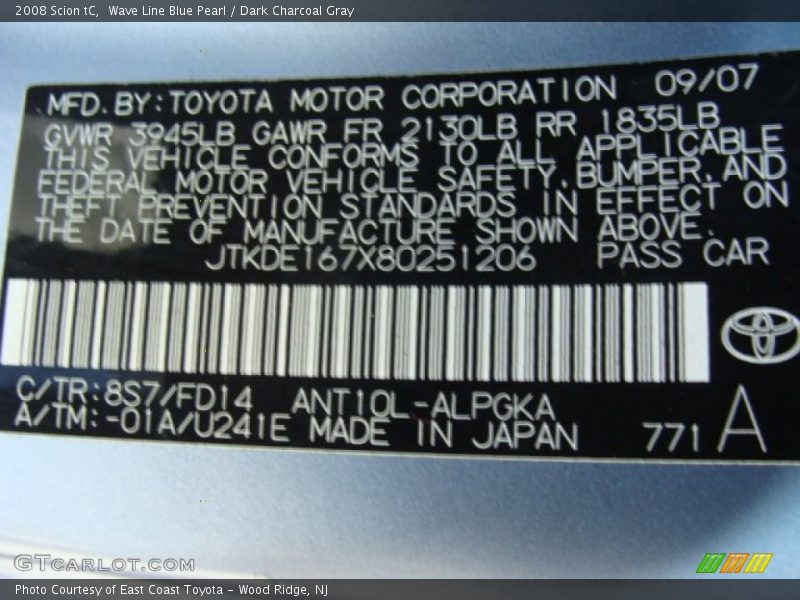 2008 Scion tC,  Wave Line Blue Pearl / Dark Charcoal Gray
MFD. BY: TOYOTA MOTOR CORPORATION 09/07
GVWR 3945LB GAWR FR 2130LB RR 1835LB
THIS VEHICLE CONFORMS TO ALL APPLICABLE
FEDERAL MOTOR VEHICLE SAFETY, BUMPER, AND
THEFT PREVENTION STANDARDS IN EFFECT ON
THE DATE OF MANUFACTURE SHOWN ABOVE.
JTKDE167X80251206 PASS CAR
C/TR: 8S7/FD14 ANT10L-ALPGKA
A/TM: -01A/U241E MADE IN JAPAN 771 A
GTCARLOT.COM
Photo Courtesy of East Coast Toyota - Wood Ridge, NJ